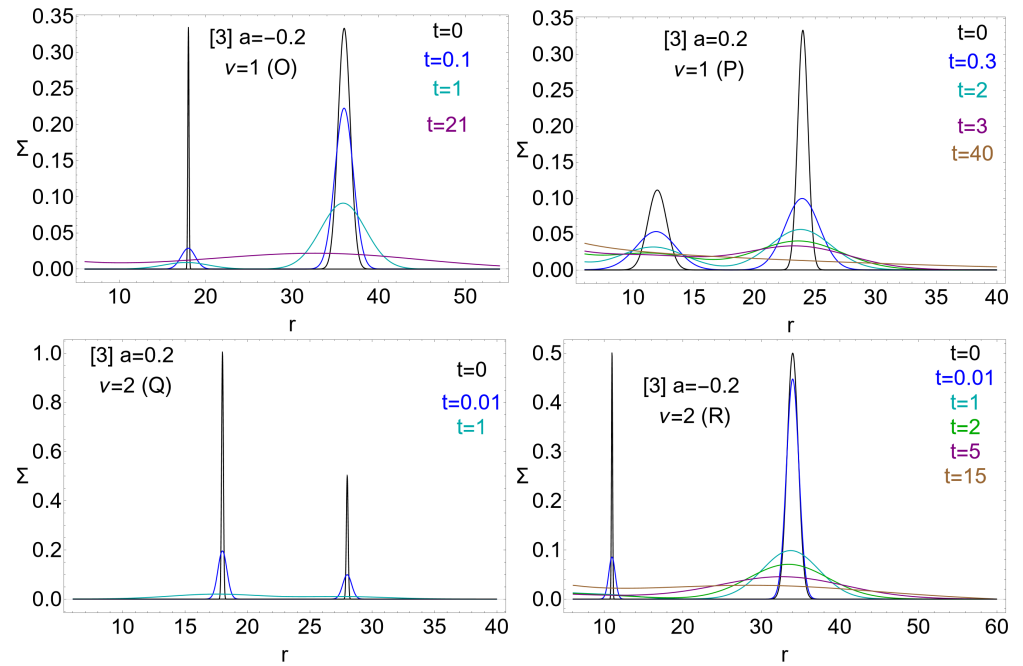 [3] a=−0.2
ν=1 (O)
t=0
t=0.1
t=1
t=21
0.35
0.30
0.25
0.20
0.15
0.10
0.05
0.00
Σ
10 20 30 40 50
r
[3] a=0.2
ν=1 (P)
t=0
t=0.3
t=2
t=3
t=40
0.35
0.30
0.25
0.20
0.15
0.10
0.05
0.00
Σ
10 15 20 25 30 35 40
r
[3] a=0.2
ν=2 (Q)
t=0
t=0.01
t=1
1.0
0.8
0.6
0.4
0.2
0.0
Σ
10 15 20 25 30 35 40
r
[3] a=−0.2
ν=2 (R)
t=0
t=0.01
t=1
t=2
t=5
t=15
0.5
0.4
0.3
0.2
0.1
0.0
Σ
10 20 30 40 50 60
r